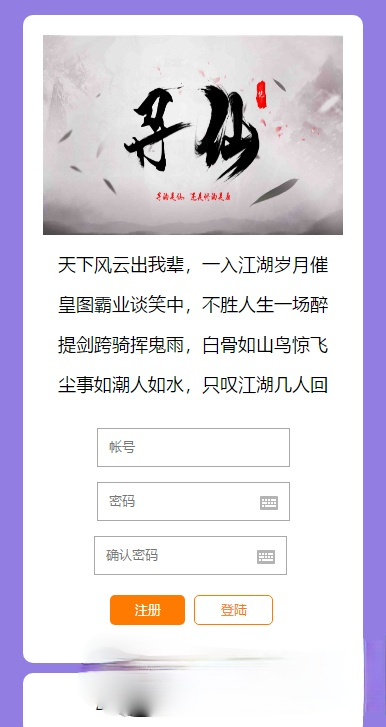 寻仙
天下风云出我辈，一入江湖岁月催
皇图霸业谈笑中，不胜人生一场醉
提剑跨骑挥鬼雨，白骨如山鸟惊飞
尘事如潮人如水，只叹江湖几人回
帐号
密码
确认密码
注册
登陆